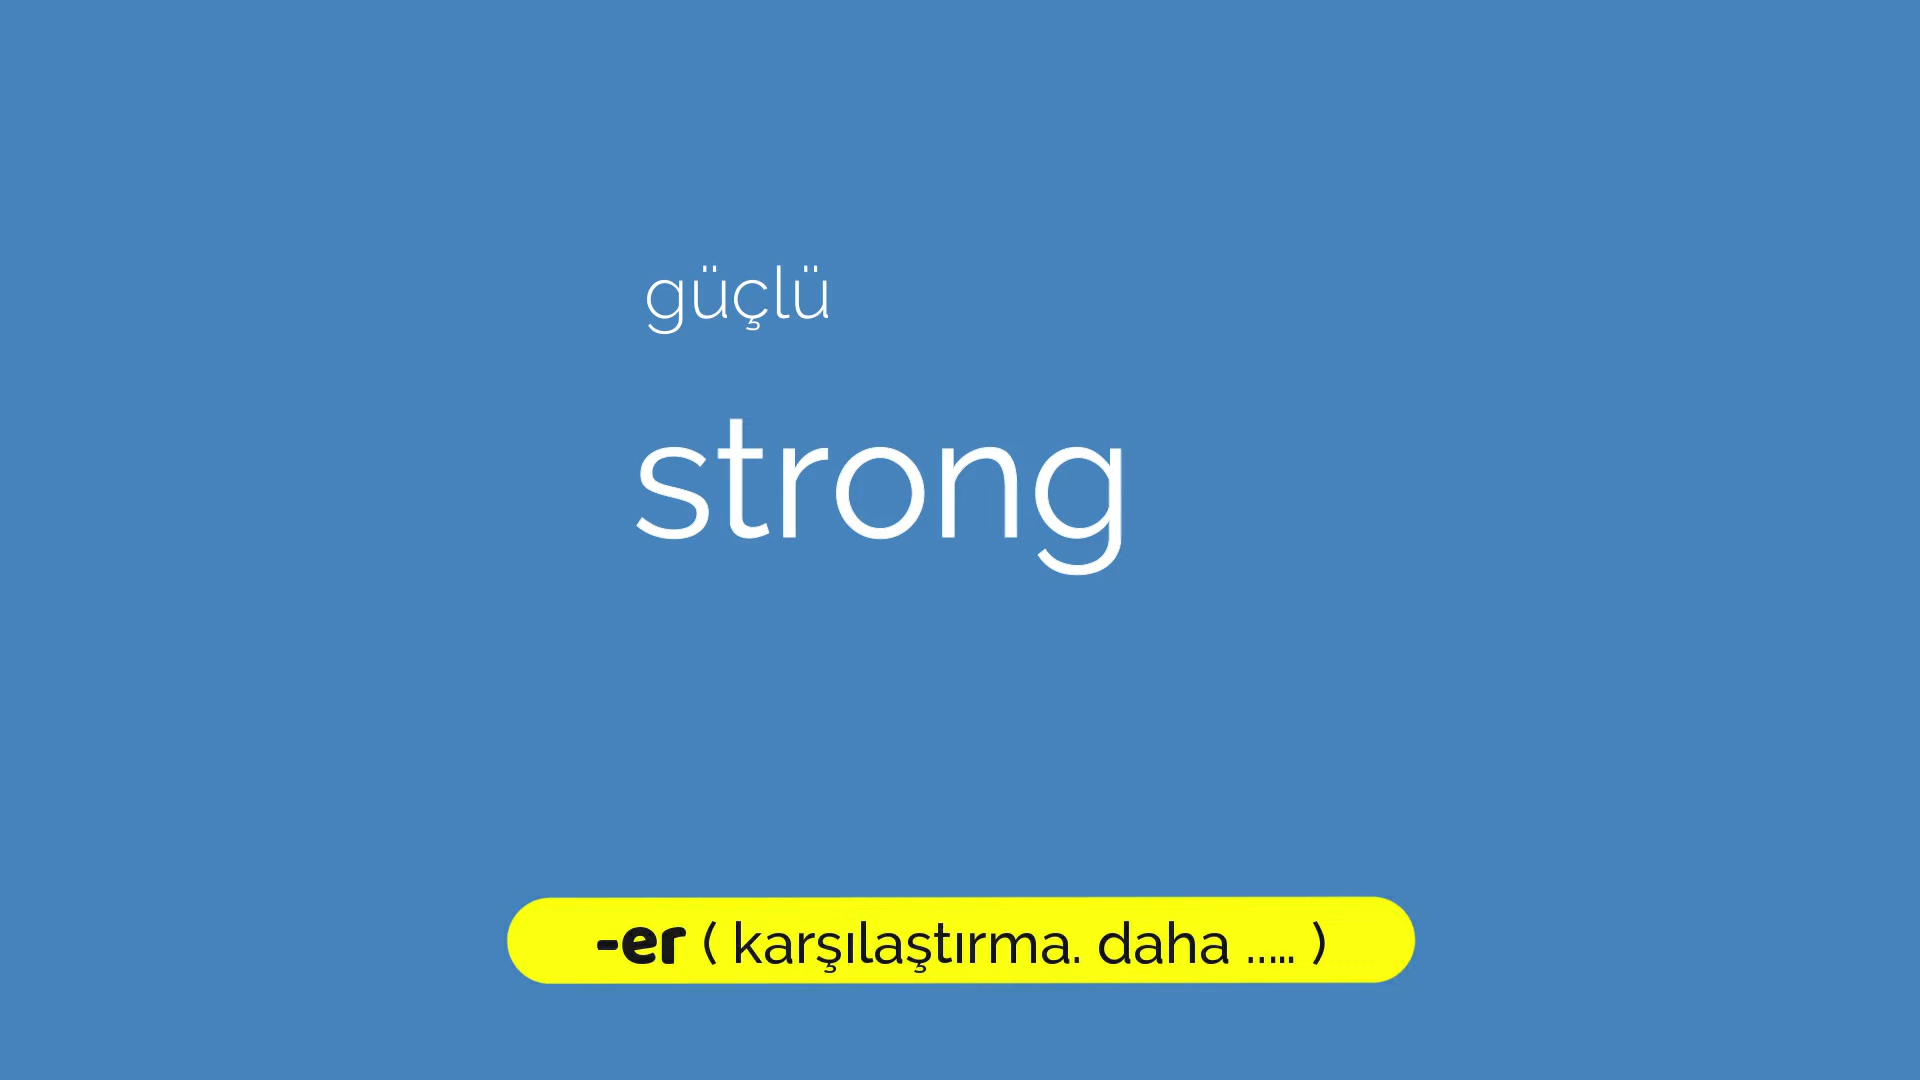 güçlü
strong
-er ( karşılaştırma. daha ..... )